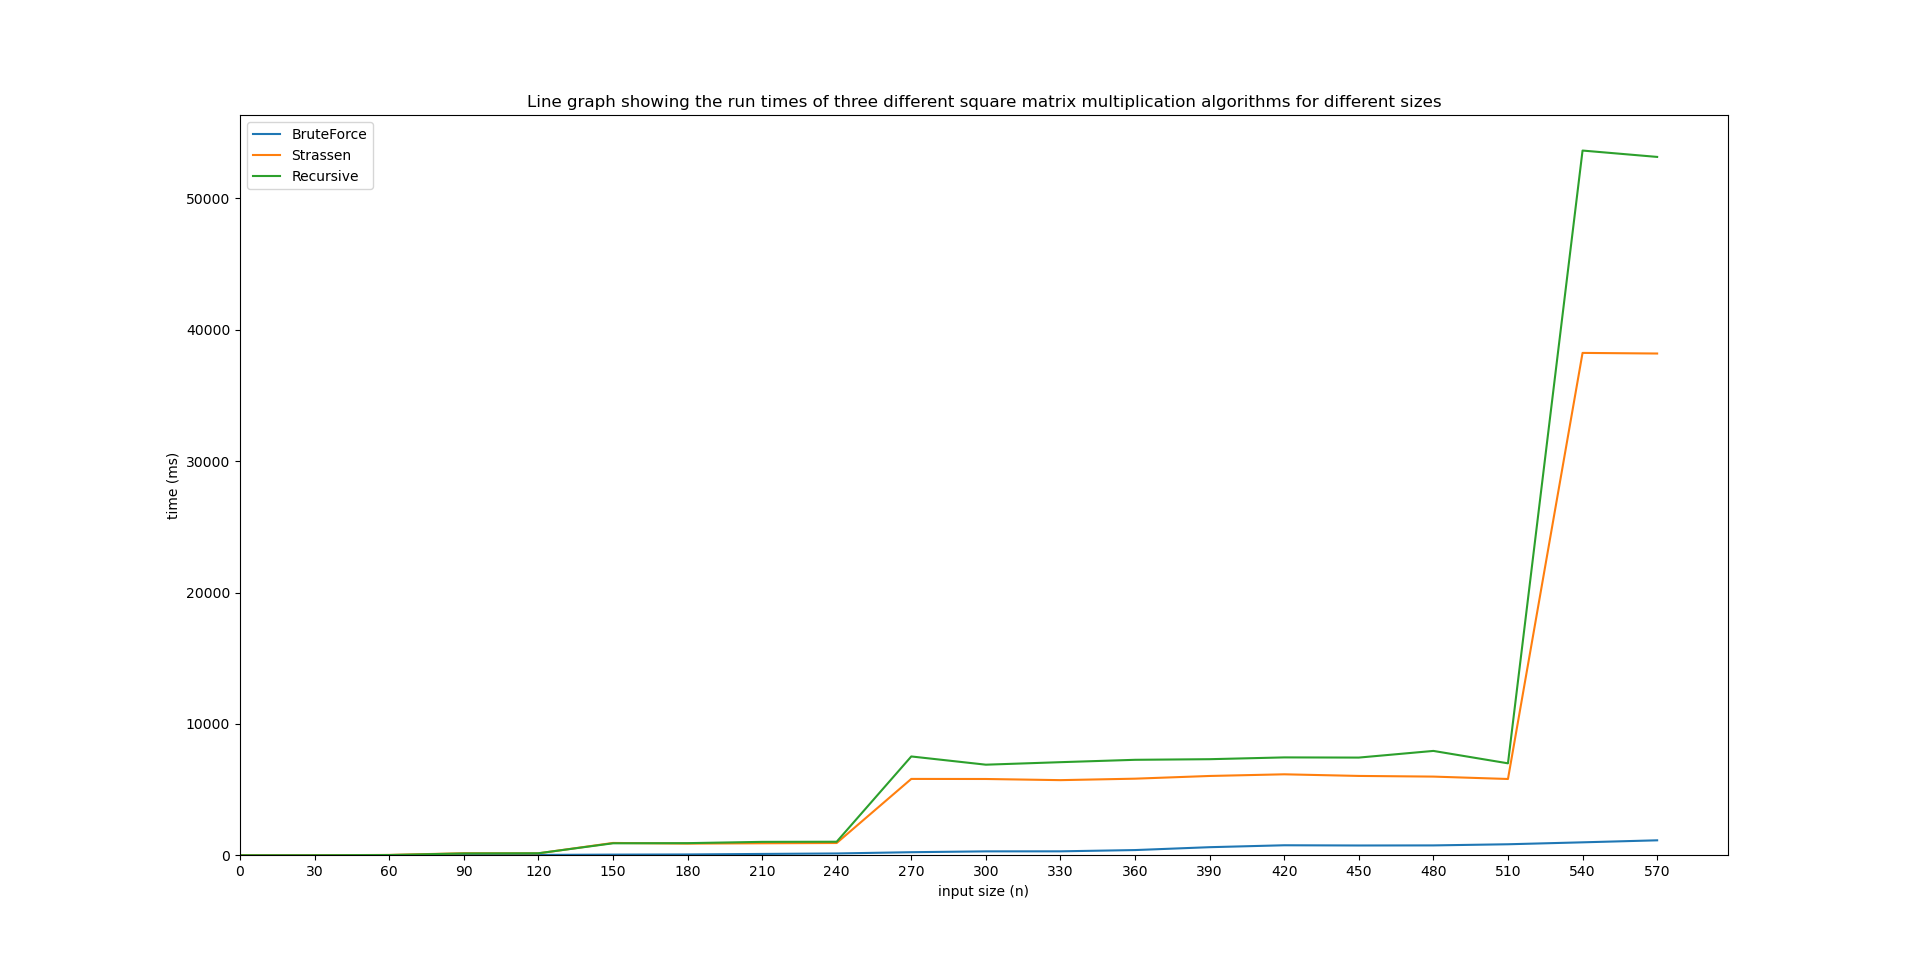 Line graph showing the run times of three different square matrix multiplication algorithms for different sizes
BruteForce
Strassen
Recursive
50000
40000
30000
20000
10000
0
time (ms)
0 30 60 90 120 150 180 210 240 270 300 330 360 390 420 450 480 510 540 570
input size (n)